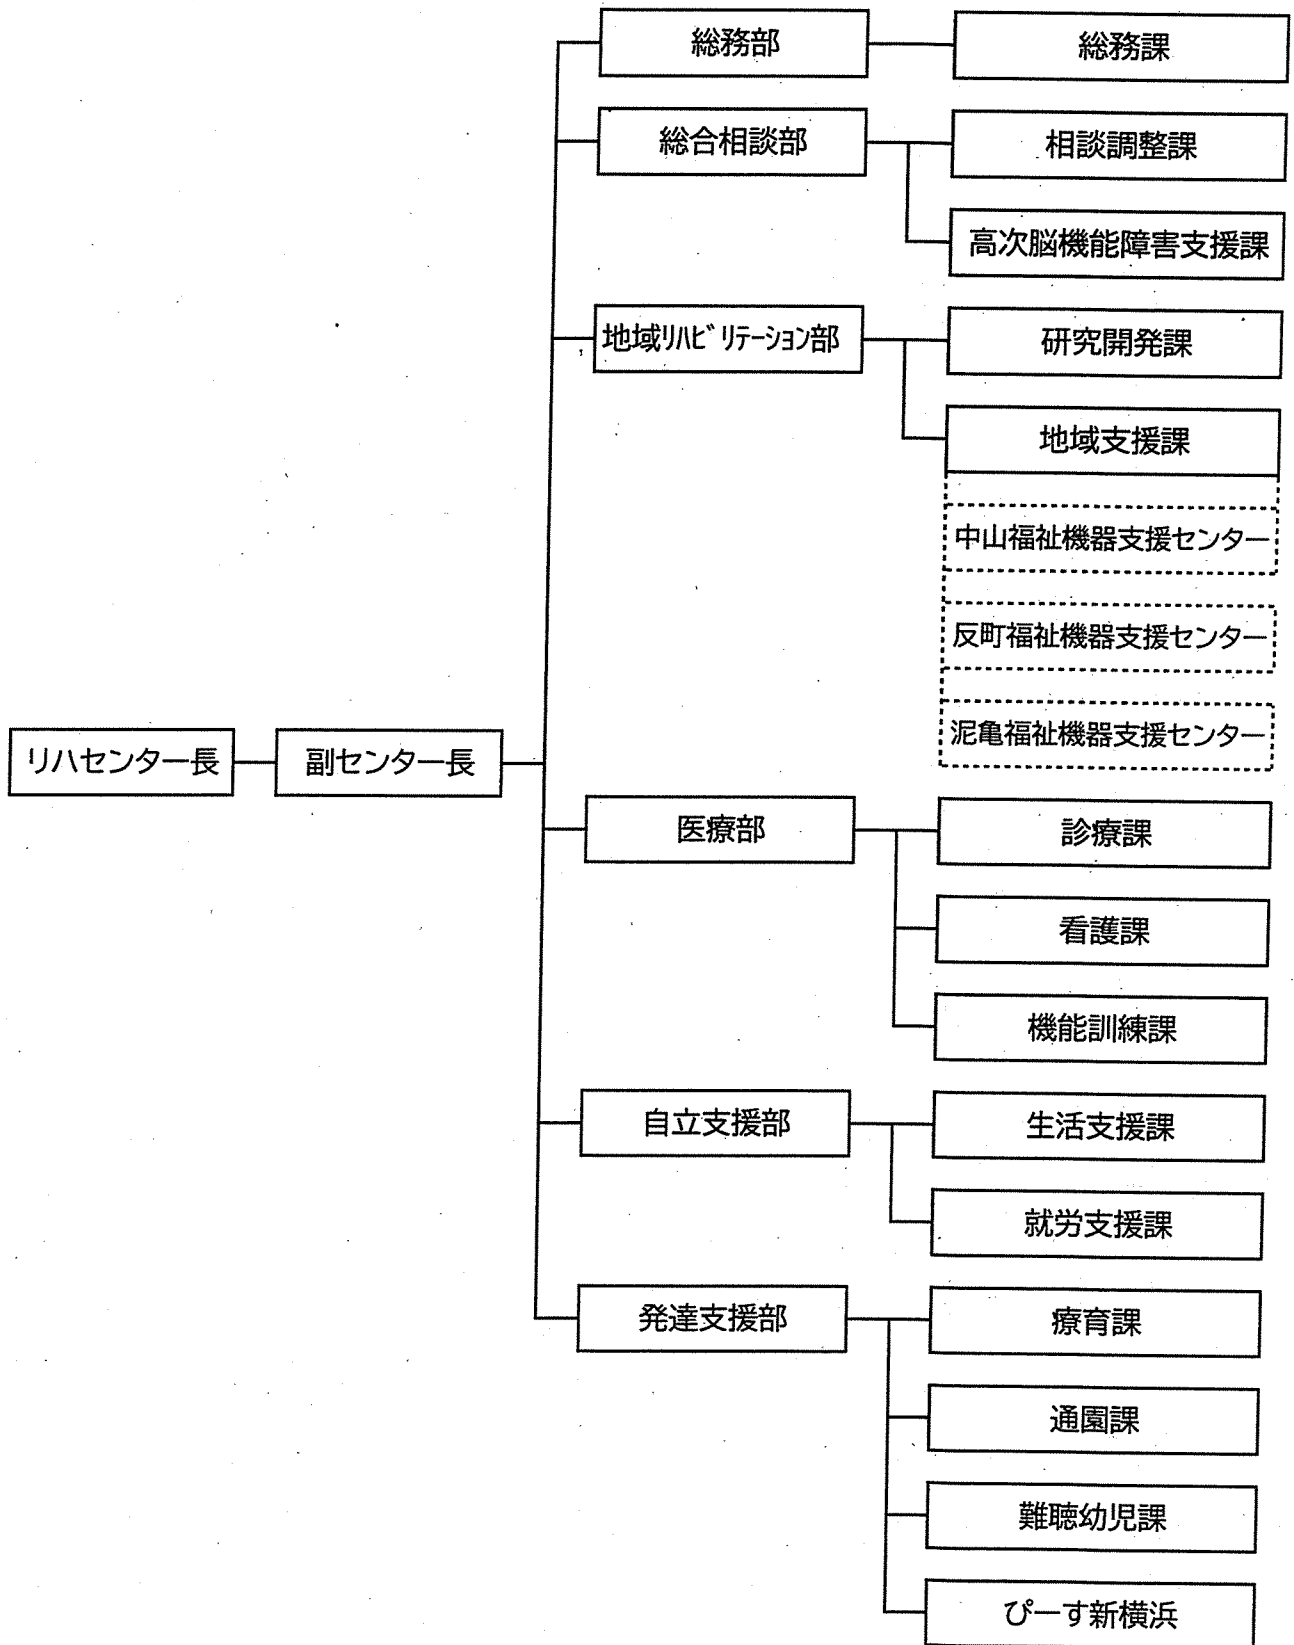 総務部
総務課
総合相談部
相談調整課
高次脳機能障害支援課
地域ﾘﾊﾋﾞﾘﾃｰｼｮﾝ部
研究開発課
地域支援課
中山福祉機器支援センター
反町福祉機器支援センター
泥亀福祉機器支援センター
リハセンター長
副センター長
医療部
診療課
看護課
機能訓練課
自立支援部
生活支援課
就労支援課
発達支援部
療育課
通園課
難聴幼児課
ぴーす新横浜